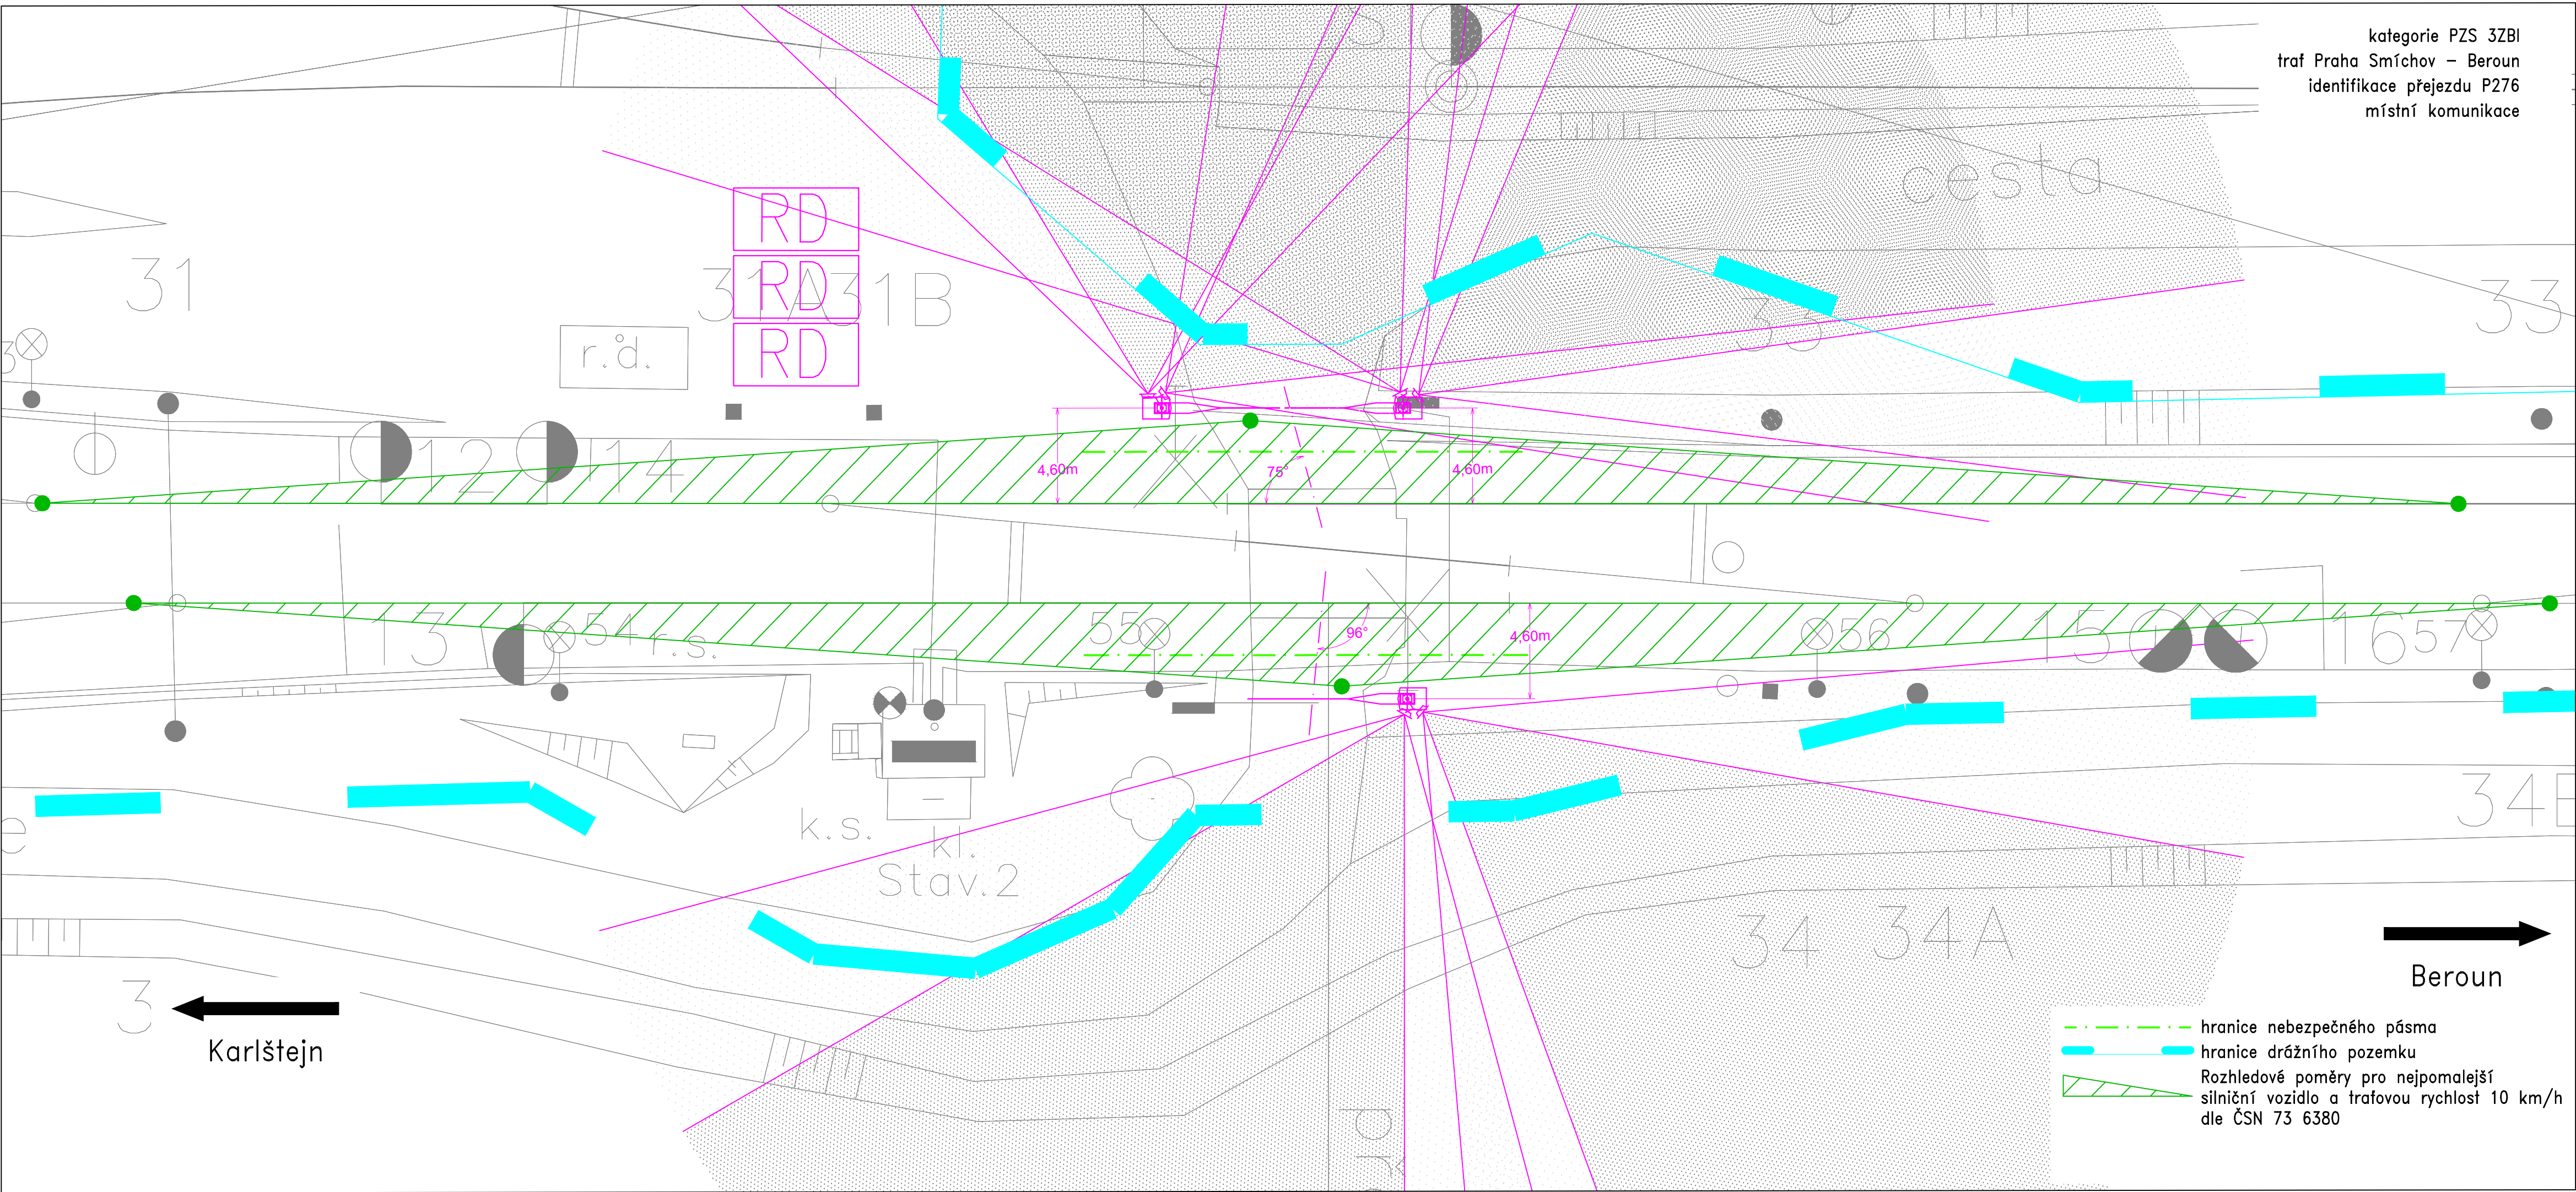 kategorie PZS 3ZBI
trať Praha Smíchov – Beroun
identifikace přejezdu P276
místní komunikace
cesta
31
RD
31A
31B
RD
RD
33
33
r.d.
12
14
4,60m
75°
4,60m
13
54
r.s.
55
96°
4,60m
56
15
16
57
k.s.
kl.
Stav.2
34
34A
34B
3
Karlštejn
Beroun
hranice nebezpečného pásma
hranice drážního pozemku
Rozhledové poměry pro nejpomalejší
silniční vozidlo a traťovou rychlost 10 km/h
dle ČSN 73 6380